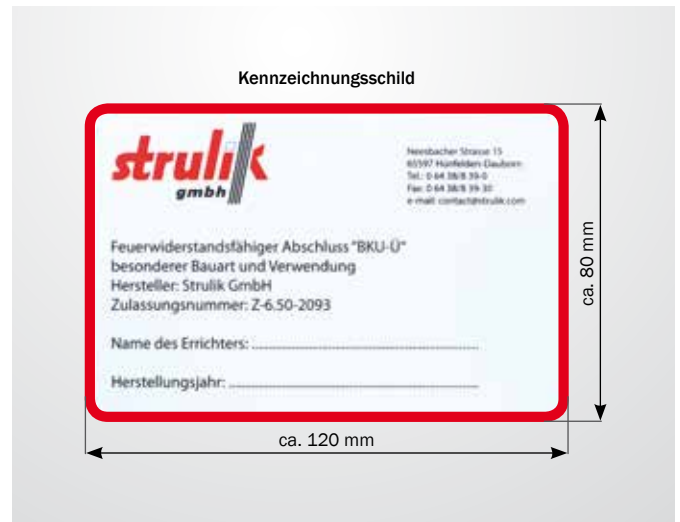 Kennzeichnungsschild
strulik
gmbh
Neesbacher Strasse 15
65597 Hünfelden-Dauborn
Tel.: 0 64 38/8 39-0
Fax: 0 64 38/8 39-30
e-mail: contact@strulik.com
Feuerwiderstandsfähiger Abschluss "BKU-Ü"
besonderer Bauart und Verwendung
Hersteller: Strulik GmbH
Zulassungsnummer: Z-6.50-2093
Name des Errichters:
Herstellungsjahr:
ca. 80 mm
ca. 120 mm